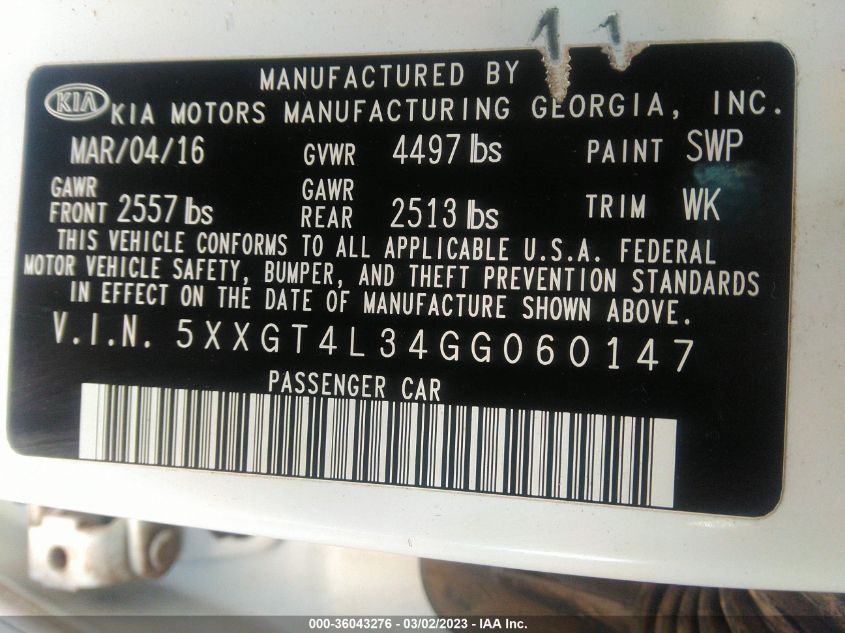 11
MANUFACTURED BY
KIA KIA MOTORS MANUFACTURING GEORGIA, INC.
MAR/04/16 GVWR 4497 lbs PAINT SWP
GAWR FRONT 2557 lbs GAWR REAR 2513 lbs TRIM WK
THIS VEHICLE CONFORMS TO ALL APPLICABLE U.S.A. FEDERAL
MOTOR VEHICLE SAFETY, BUMPER, AND THEFT PREVENTION STANDARDS
IN EFFECT ON THE DATE OF MANUFACTURE SHOWN ABOVE.
V.I.N. 5XXGT4L34GG060147
PASSENGER CAR
000-36043276 - 03/02/2023 - IAA Inc.